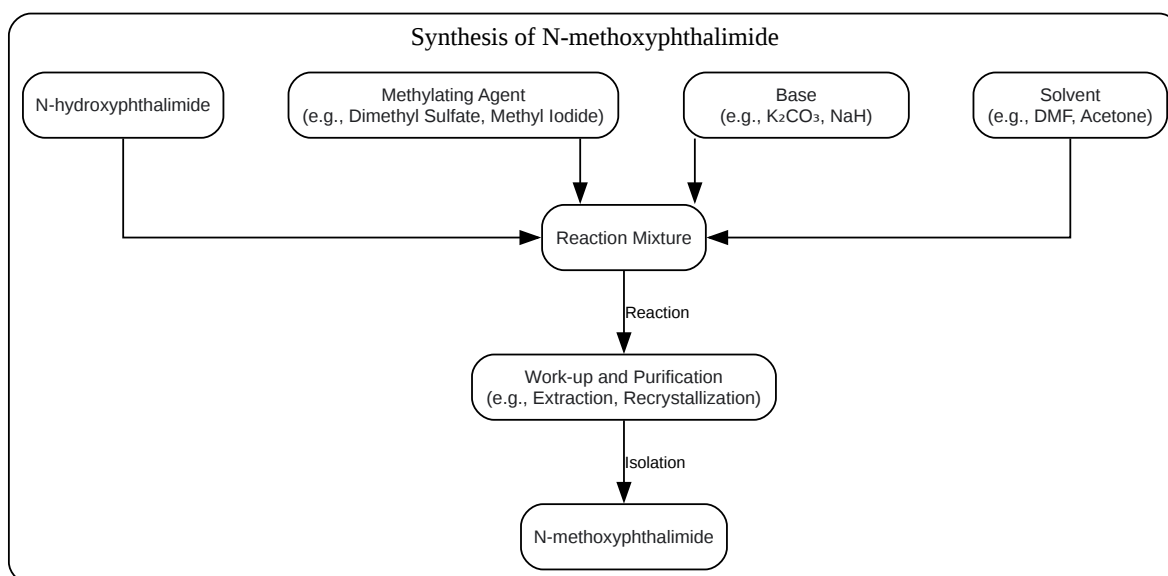 Synthesis of N-methoxyphthalimide
N-hydroxyphthalimide
Methylating Agent
(e.g., Dimethyl Sulfate, Methyl Iodide)
Base
(e.g., K₂CO₃, NaH)
Solvent
(e.g., DMF, Acetone)
Reaction Mixture
Reaction
Work-up and Purification
(e.g., Extraction, Recrystallization)
Isolation
N-methoxyphthalimide